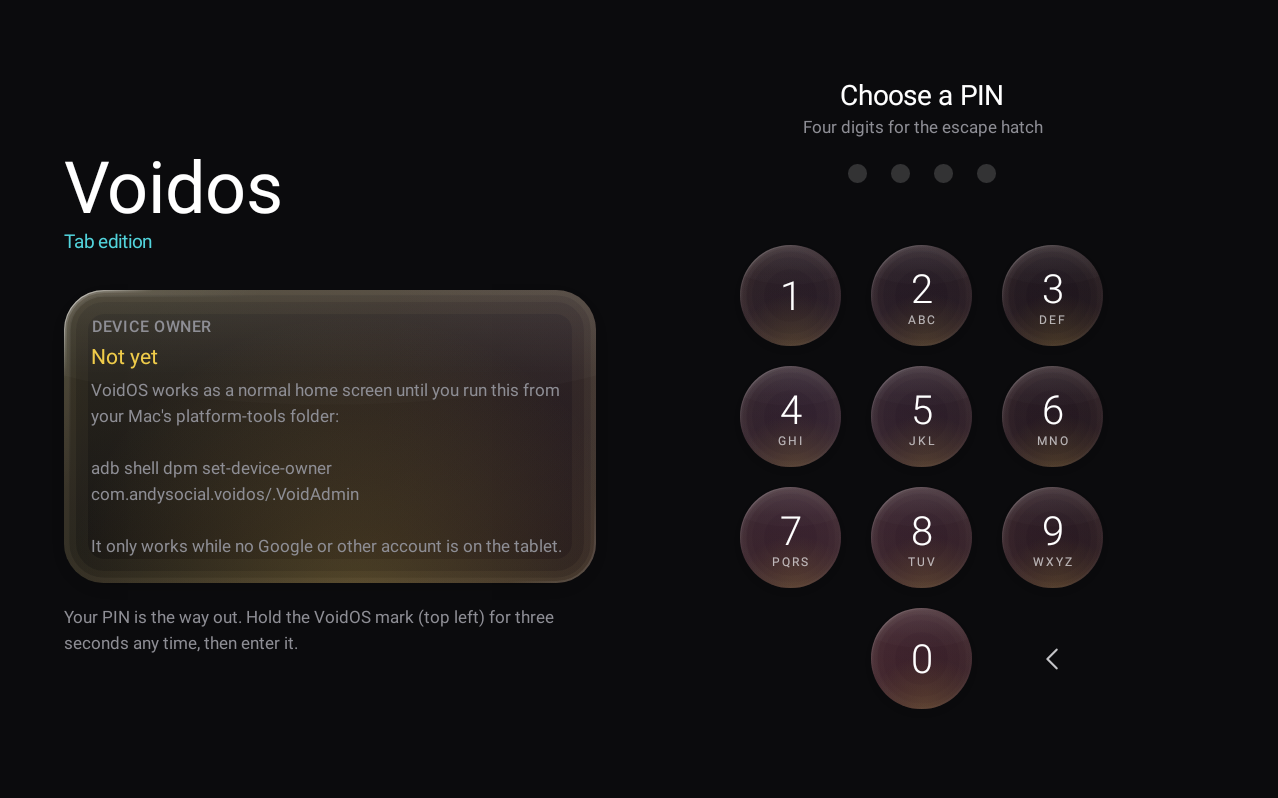 Voidos
Tab edition
DEVICE OWNER
Not yet
VoidOS works as a normal home screen until you run this from
your Mac's platform-tools folder:
adb shell dpm set-device-owner
com.andysocial.voidos/.VoidAdmin
It only works while no Google or other account is on the tablet.
Your PIN is the way out. Hold the VoidOS mark (top left) for three
seconds any time, then enter it.
Choose a PIN
Four digits for the escape hatch
1
2
ABC
3
DEF
4
GHI
5
JKL
6
MNO
7
PQRS
8
TUV
9
WXYZ
0